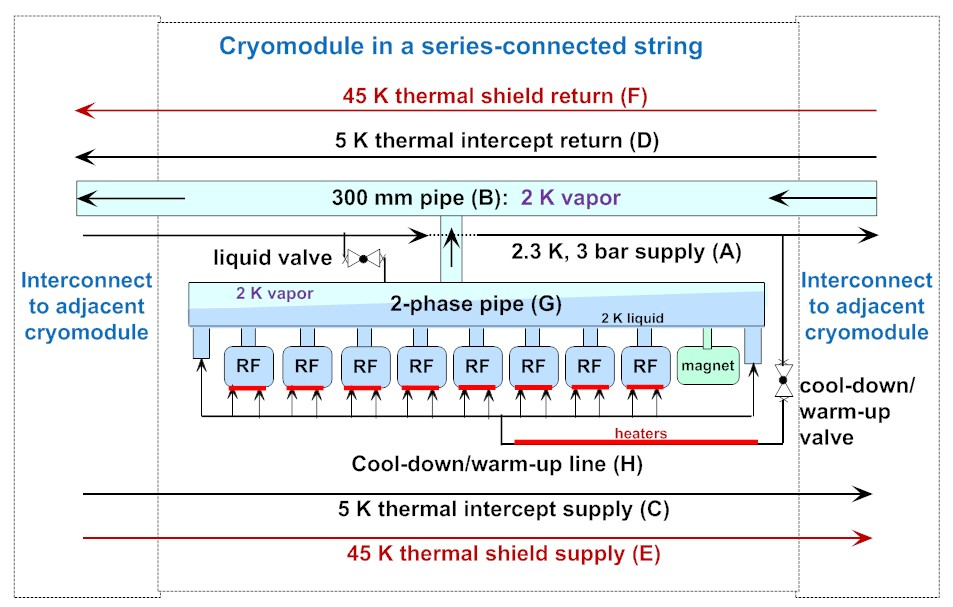 Cryomodule in a series-connected string
45 K thermal shield return (F)
5 K thermal intercept return (D)
300 mm pipe (B): 2 K vapor
2.3 K, 3 bar supply (A)
liquid valve
Interconnect
to adjacent
cryomodule
Interconnect
to adjacent
cryomodule
2 K vapor
2-phase pipe (G)
2 K liquid
RF RF RF RF RF RF RF RF magnet
cool-down/
warm-up
valve
heaters
Cool-down/warm-up line (H)
5 K thermal intercept supply (C)
45 K thermal shield supply (E)